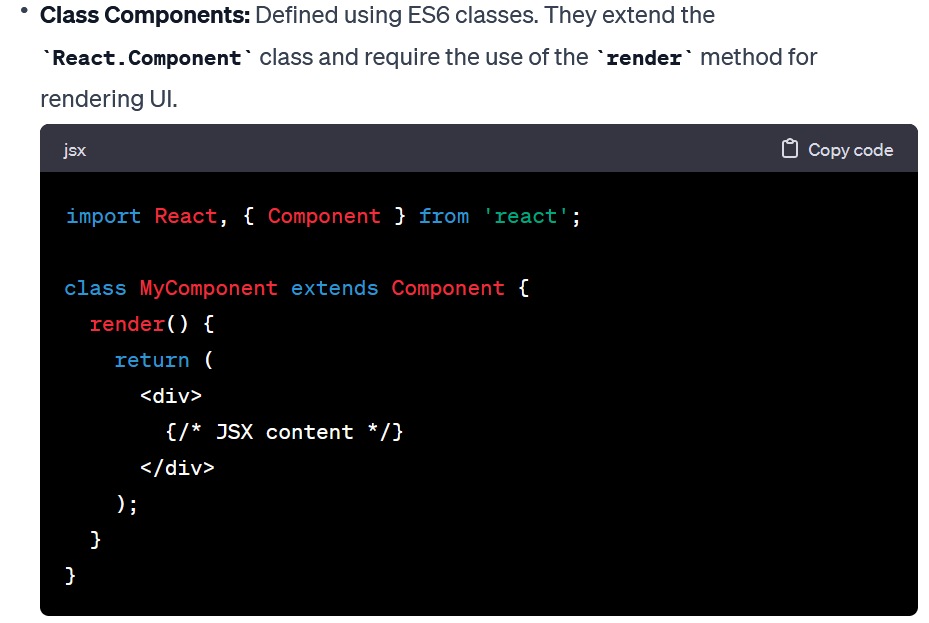 • Class Components: Defined using ES6 classes. They extend the
`React.Component` class and require the use of the `render` method for
rendering UI.
jsx
Copy code
import React, { Component } from 'react';
class MyComponent extends Component {
  render() {
    return (
      <div>
        {/* JSX content */}
      </div>
    );
  }
}